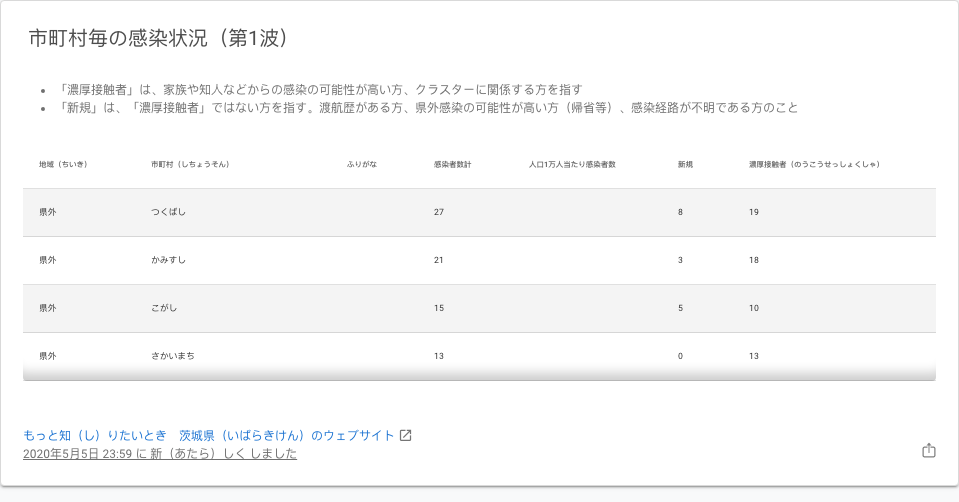 市町村毎の感染状況（第1波）
「濃厚接触者」は、家族や知人などからの感染の可能性が高い方、クラスターに関係する方を指す
「新規」は、「濃厚接触者」ではない方を指す。渡航歴がある方、県外感染の可能性が高い方（帰省等）、感染経路が不明である方のこと
地域（ちいき） 市町村（しちょうそん） ふりがな 感染者数計 人口1万人当たり感染者数 新規 濃厚接触者（のうこうせっしょくしゃ）
県外 つくばし 27 8 19
県外 かみすし 21 3 18
県外 こがし 15 5 10
県外 さかいまち 13 0 13
もっと知（し）りたいとき　茨城県（いばらきけん）のウェブサイト
2020年5月5日 23:59 に 新（あたら）しく しました